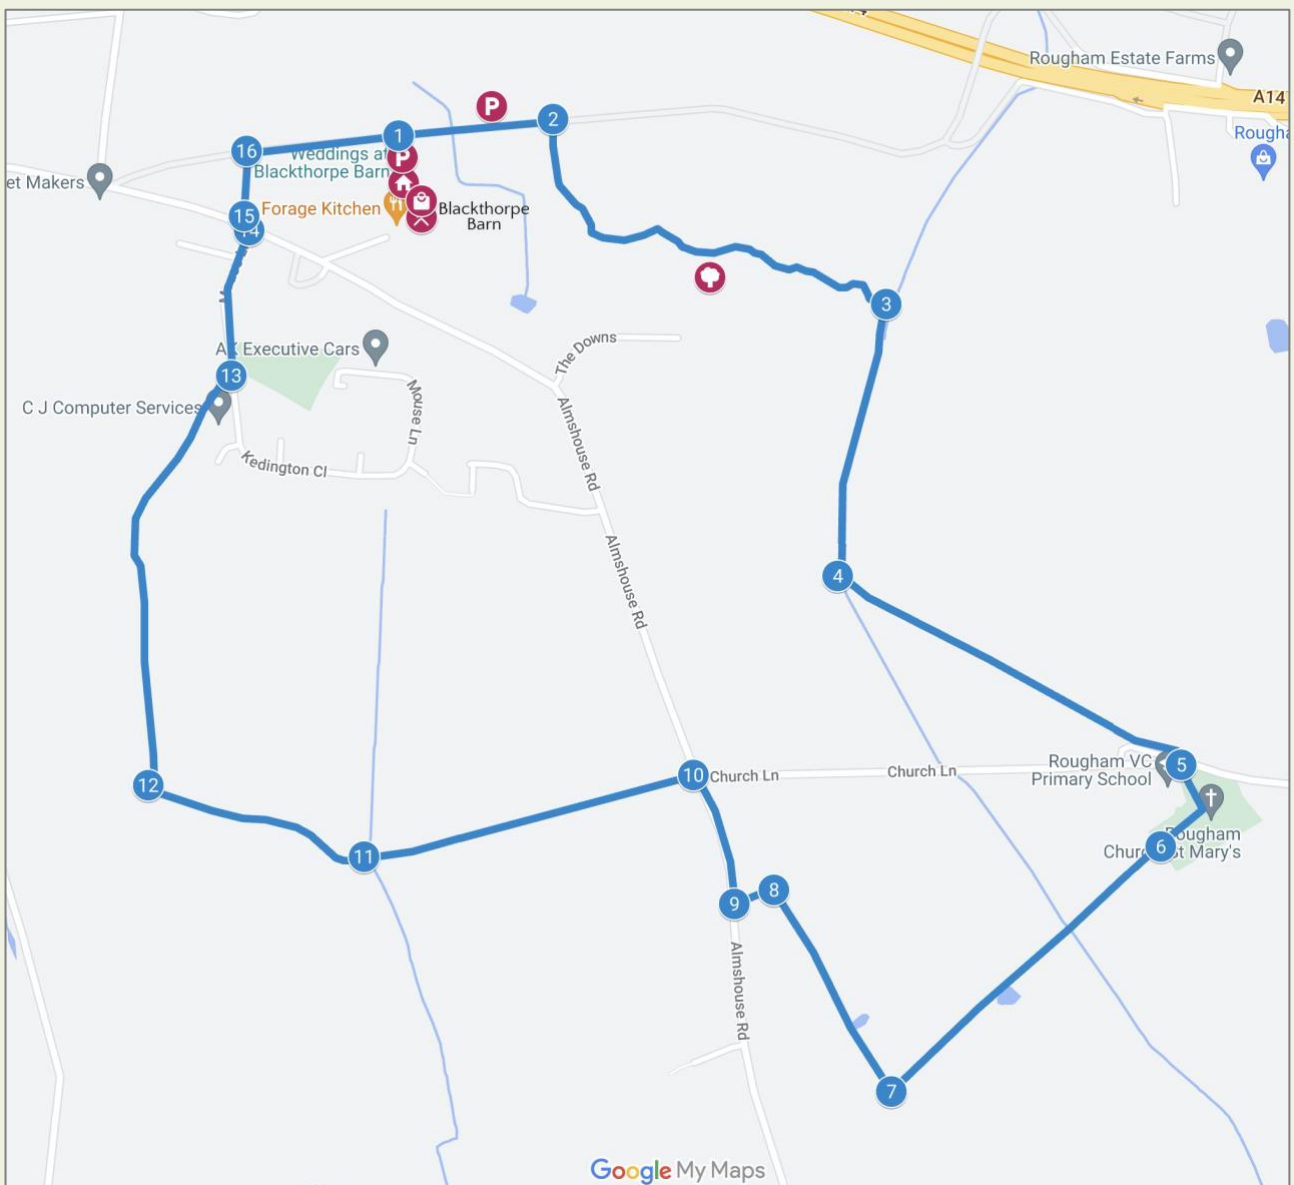 Rougham Estate Farms
A14
P
2
1
16
Weddings at
Blackthorpe Barn
P
et Makers
15
14
Forage Kitchen
Blackthorpe
Barn
3
The Downs
AK Executive Cars
13
C J Computer Services
Mouse Ln
Kedington Cl
Almshouse Rd
Almshouse Rd
4
5
Rougham VC
Primary School
10
Church Ln
Church Ln
12
6
Rougham
Church St Mary's
11
8
9
Almshouse Rd
7
Google My Maps